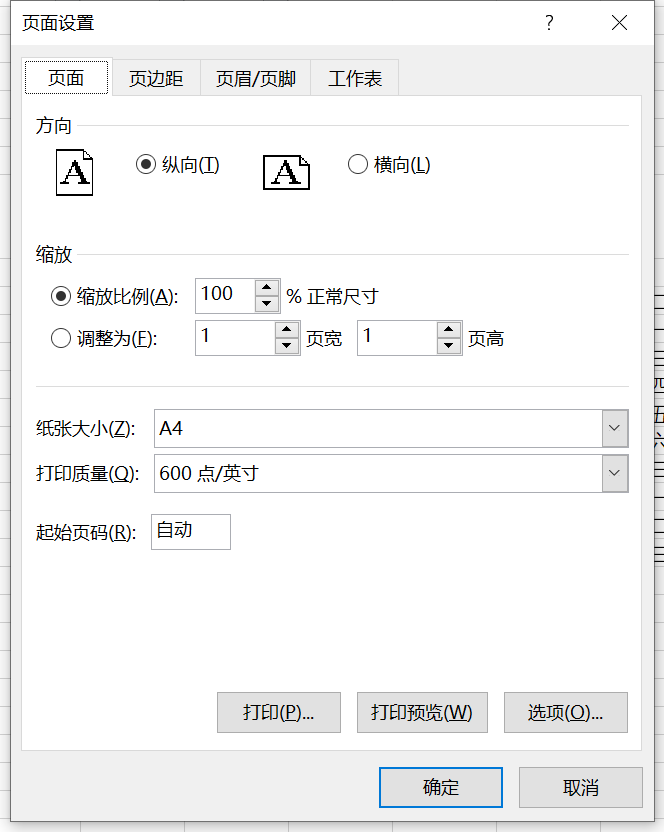 页面设置
页面 页边距 页眉/页脚 工作表
方向
A 纵向(T) A 横向(L)
缩放
缩放比例(A): 100 % 正常尺寸
调整为(F): 1 页宽 1 页高
纸张大小(Z): A4
打印质量(Q): 600 点/英寸
起始页码(R): 自动
打印(P)... 打印预览(W) 选项(O)...
确定 取消